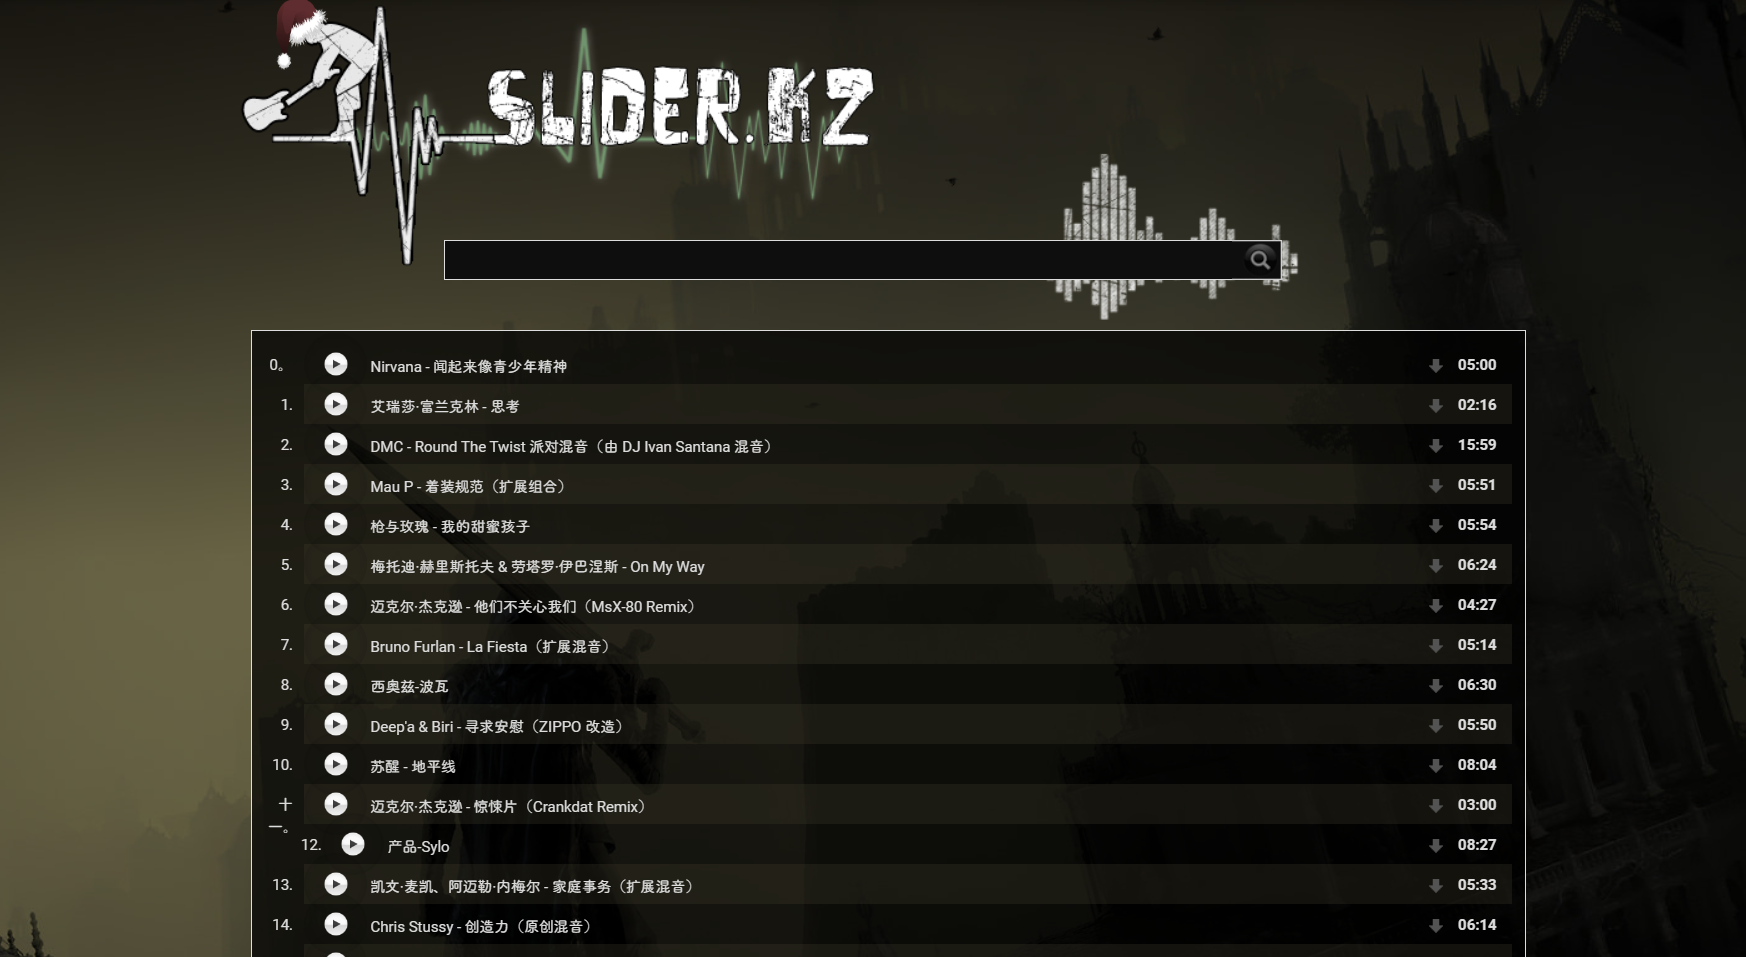 SLIDER.KZ
0。 Nirvana - 闻起来像青少年精神 05:00
1. 艾瑞莎·富兰克林 - 思考 02:16
2. DMC - Round The Twist 派对混音（由 DJ Ivan Santana 混音） 15:59
3. Mau P - 着装规范（扩展组合） 05:51
4. 枪与玫瑰 - 我的甜蜜孩子 05:54
5. 梅托迪·赫里斯托夫 & 劳塔罗·伊巴涅斯 - On My Way 06:24
6. 迈克尔·杰克逊 - 他们不关心我们（MsX-80 Remix） 04:27
7. Bruno Furlan - La Fiesta（扩展混音） 05:14
8. 西奥兹-波瓦 06:30
9. Deep'a & Biri - 寻求安慰（ZIPPO 改造） 05:50
10. 苏醒 - 地平线 08:04
十一。 迈克尔·杰克逊 - 惊悚片（Crankdat Remix） 03:00
12. 产品-Sylo 08:27
13. 凯文·麦凯、阿迈勒·内梅尔 - 家庭事务（扩展混音） 05:33
14. Chris Stussy - 创造力（原创混音） 06:14